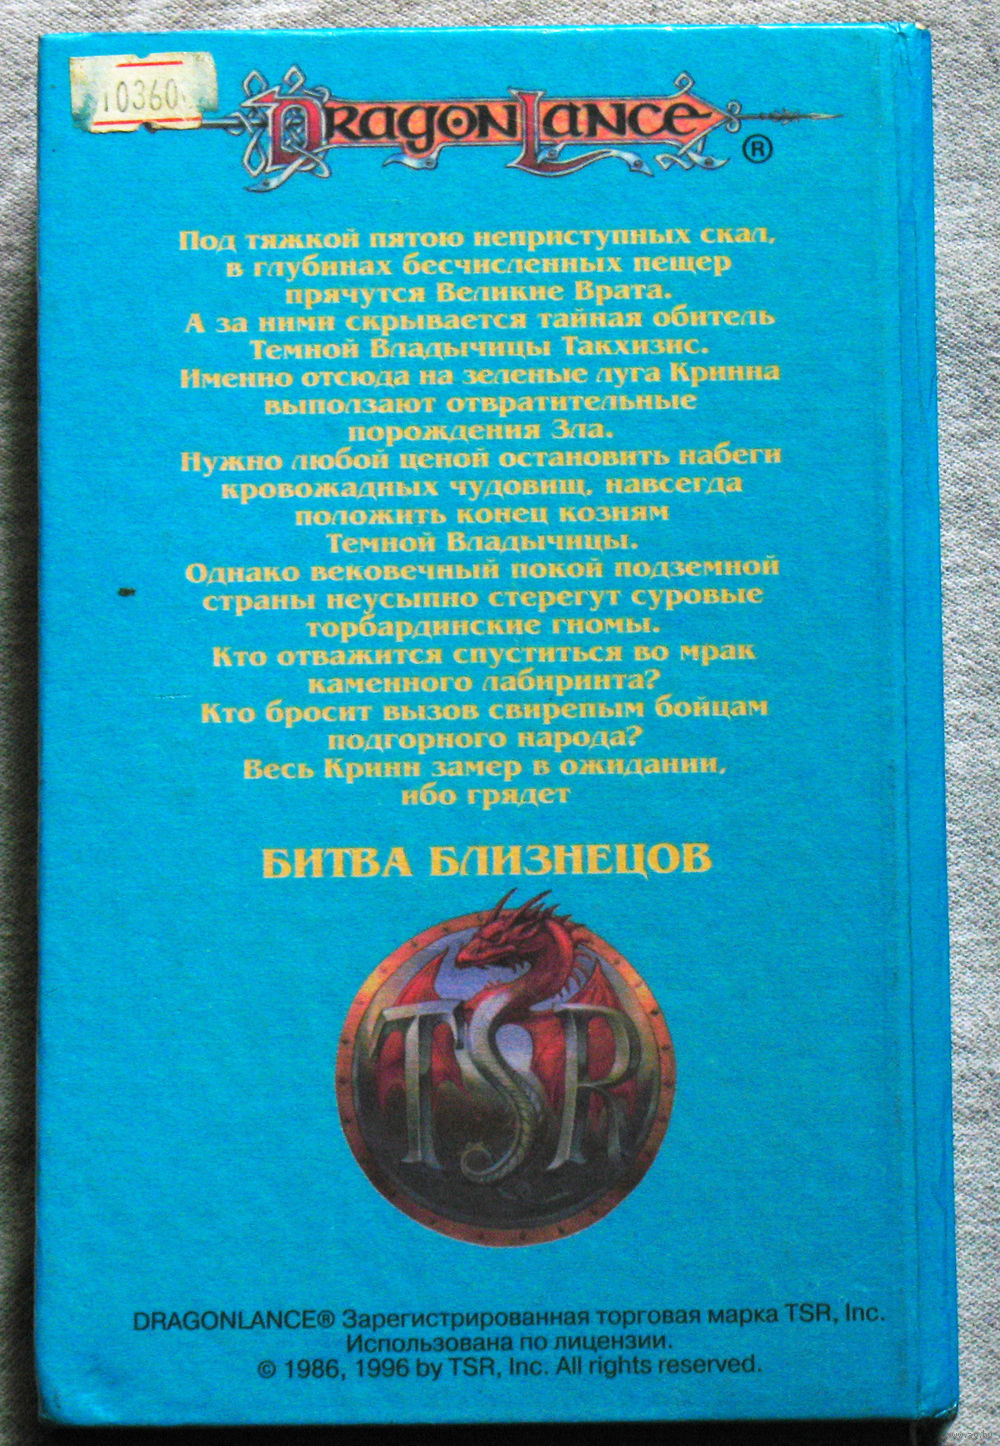 10360
DRAGONLANCE
®
Под тяжкой пятою неприступных скал,
в глубинах бесчисленных пещер
прячутся Великие Врата.
А за ними скрывается тайная обитель
Темной Владычицы Такхизис.
Именно отсюда на зеленые луга Кринна
выползают отвратительные
порождения Зла.
Нужно любой ценой остановить набеги
кровожадных чудовищ, навсегда
положить конец козням
Темной Владычицы.
Однако вековечный покой подземной
страны неусыпно стерегут суровые
торбардинские гномы.
Кто отважится спуститься во мрак
каменного лабиринта?
Кто бросит вызов свирепым бойцам
подгорного народа?
Весь Кринн замер в ожидании,
ибо грядет
БИТВА БЛИЗНЕЦОВ
TSR
DRAGONLANCE® Зарегистрированная торговая марка TSR, Inc.
Использована по лицензии.
© 1986, 1996 by TSR, Inc. All rights reserved.